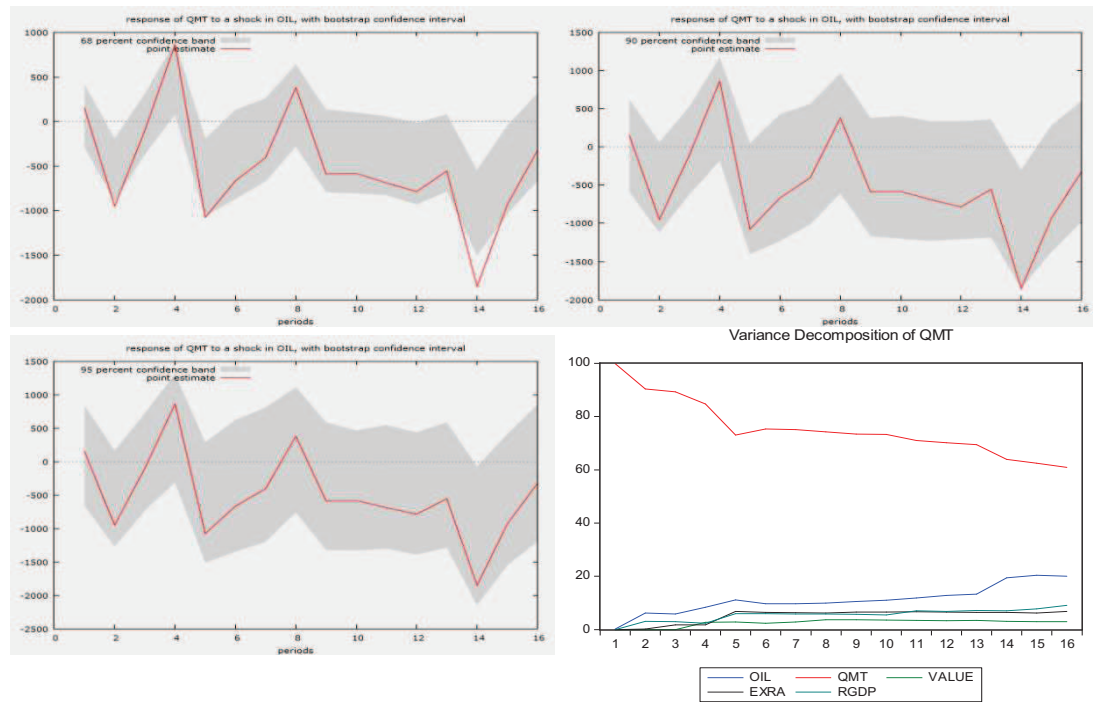 response of QMT to a shock in OIL, with bootstrap confidence interval
68 percent confidence band
point estimate
1000
500
0
-500
-1000
-1500
-2000
0 2 4 6 8 10 12 14 16
periods
response of QMT to a shock in OIL, with bootstrap confidence interval
90 percent confidence band
point estimate
1500
1000
500
0
-500
-1000
-1500
-2000
0 2 4 6 8 10 12 14 16
periods
response of QMT to a shock in OIL, with bootstrap confidence interval
95 percent confidence band
point estimate
1500
1000
500
0
-500
-1000
-1500
-2000
-2500
0 2 4 6 8 10 12 14 16
periods
Variance Decomposition of QMT
100
80
60
40
20
0
1 2 3 4 5 6 7 8 9 10 11 12 13 14 15 16
OIL QMT VALUE
EXRA RGDP